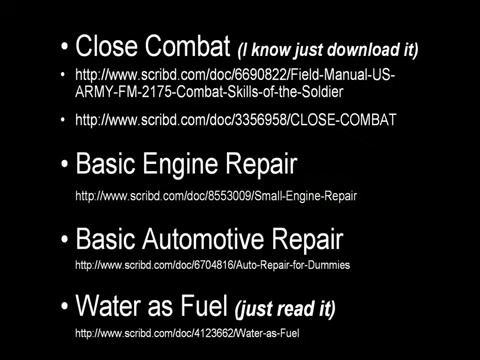 • Close Combat (I know just download it)
• http://www.scribd.com/doc/6690822/Field-Manual-US-
ARMY-FM-2175-Combat-Skills-of-the-Soldier
• http://www.scribd.com/doc/3356958/CLOSE-COMBAT
• Basic Engine Repair
http://www.scribd.com/doc/8553009/Small-Engine-Repair
• Basic Automotive Repair
http://www.scribd.com/doc/6704816/Auto-Repair-for-Dummies
• Water as Fuel (just read it)
http://www.scribd.com/doc/4123662/Water-as-Fuel